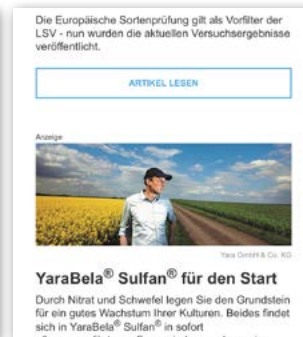 Die Europäische Sortenprüfung gilt als Vorfilter der
LSV - nun wurden die aktuellen Versuchsergebnisse
veröffentlicht.
ARTIKEL LESEN
Anzeige
Yara GmbH & Co. KG
YaraBela® Sulfan® für den Start
Durch Nitrat und Schwefel legen Sie den Grundstein
für ein gutes Wachstum Ihrer Kulturen. Beides findet
sich in YaraBela® Sulfan® in sofort